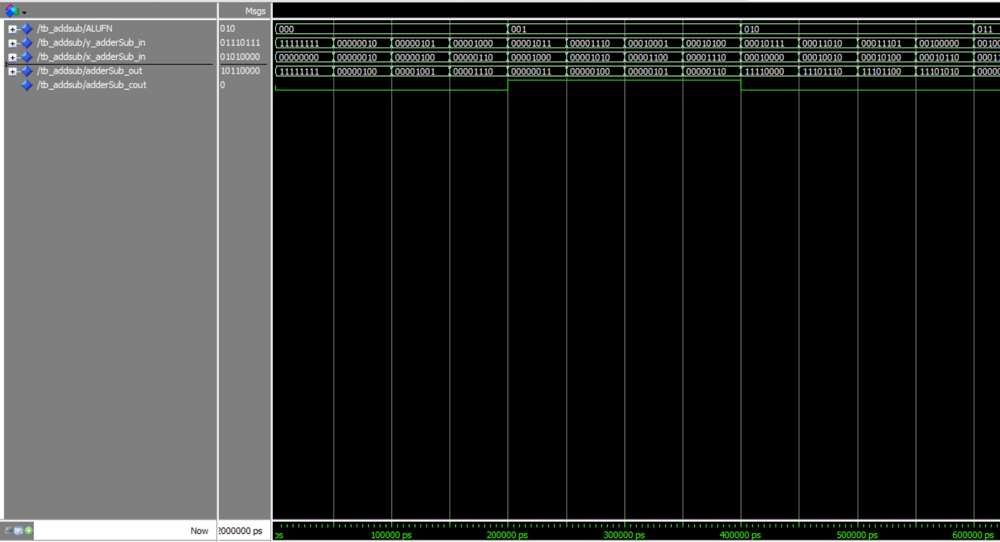 Msgs
/tb_addsub/ALUFN 010 000 001 010 011
/tb_addsub/y_adderSub_in 01110111 11111111 00000010 00000101 00001000 00001011 00001110 00010001 00010100 00010111 00011010 00011101 00100000 00100
/tb_addsub/x_adderSub_in 01010000 00000000 00000010 00000100 00000110 00001000 00001010 00001100 00001110 00010000 00010010 00010100 00010110 00011
/tb_addsub/adderSub_out 10110000 11111111 00000100 00001001 00001110 00000011 00000100 00000101 00000110 11110000 11101110 11101100 11101010 00000
/tb_addsub/adderSub_cout 0
Now 2000000 ps ps 100000 ps 200000 ps 300000 ps 400000 ps 500000 ps 600000 ps